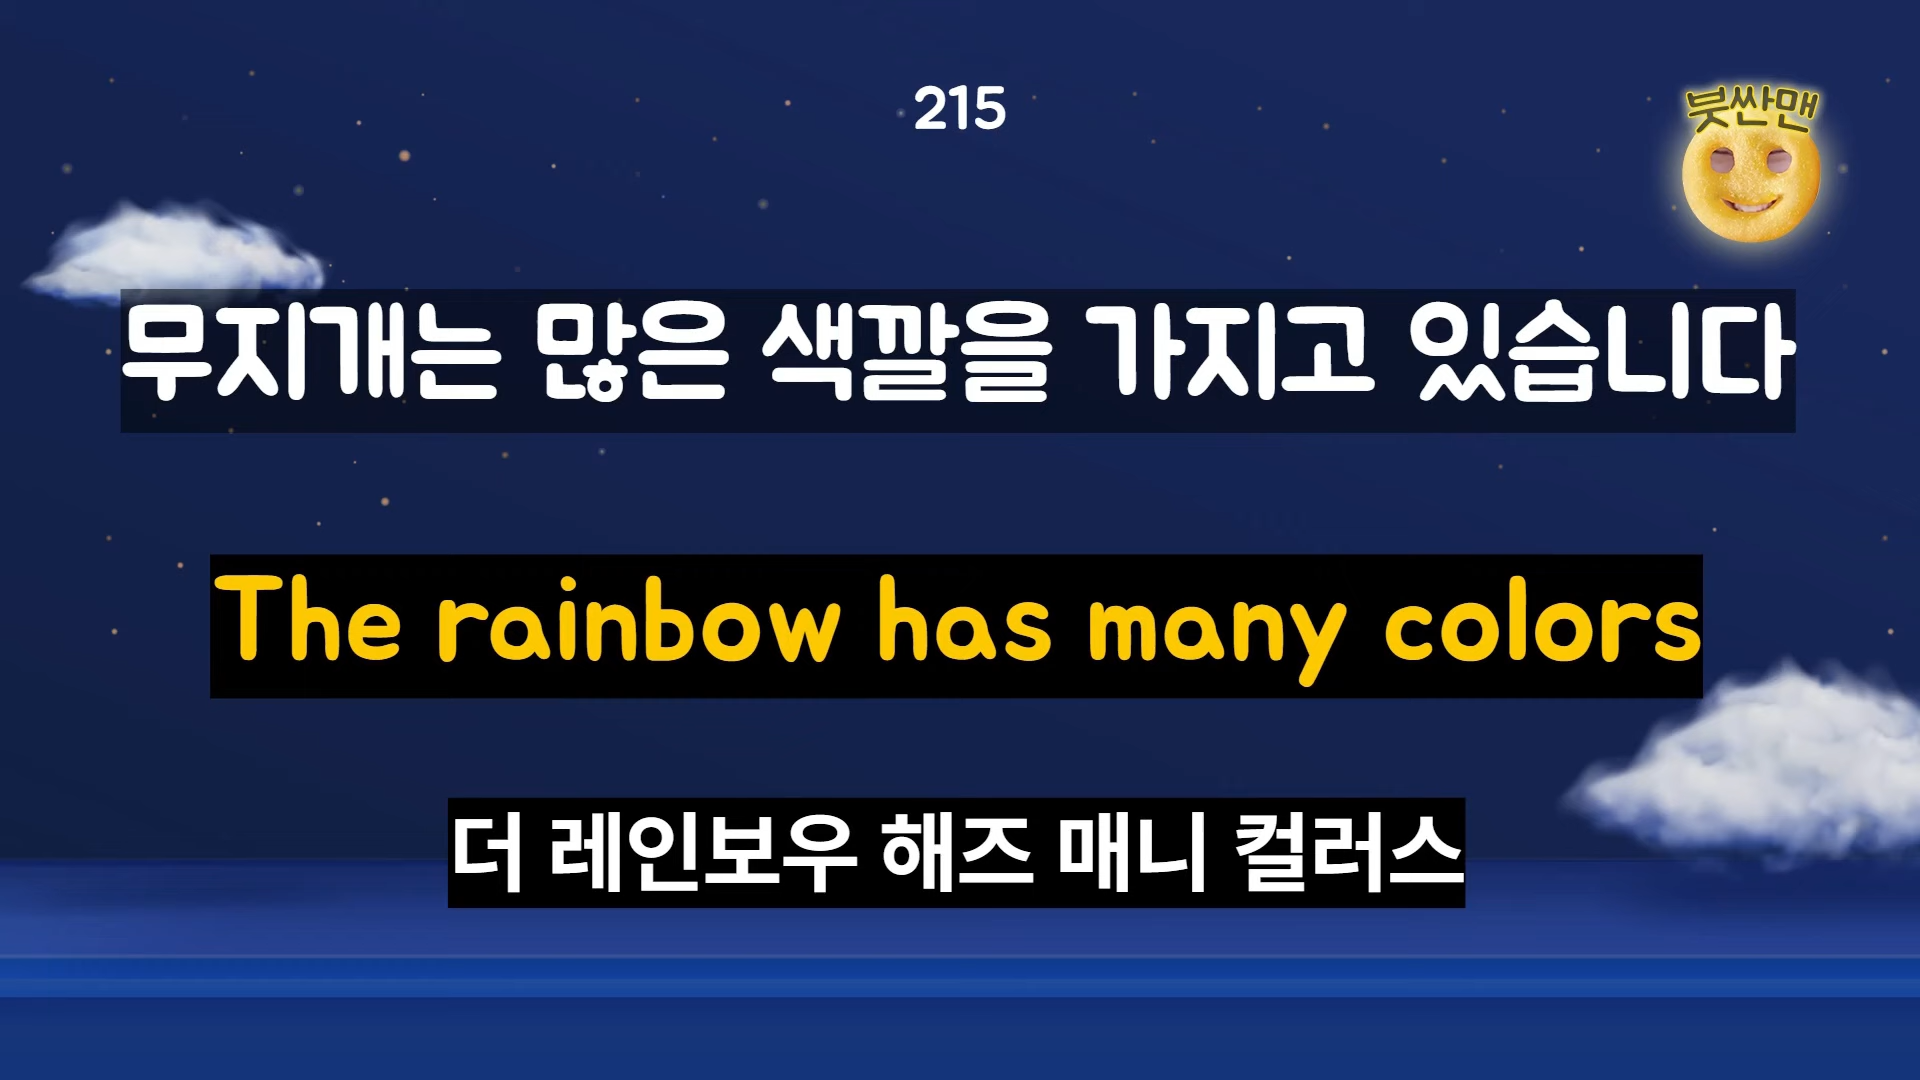 215
붓싼맨
무지개는 많은 색깔을 가지고 있습니다
The rainbow has many colors
더 레인보우 해즈 매니 컬러스